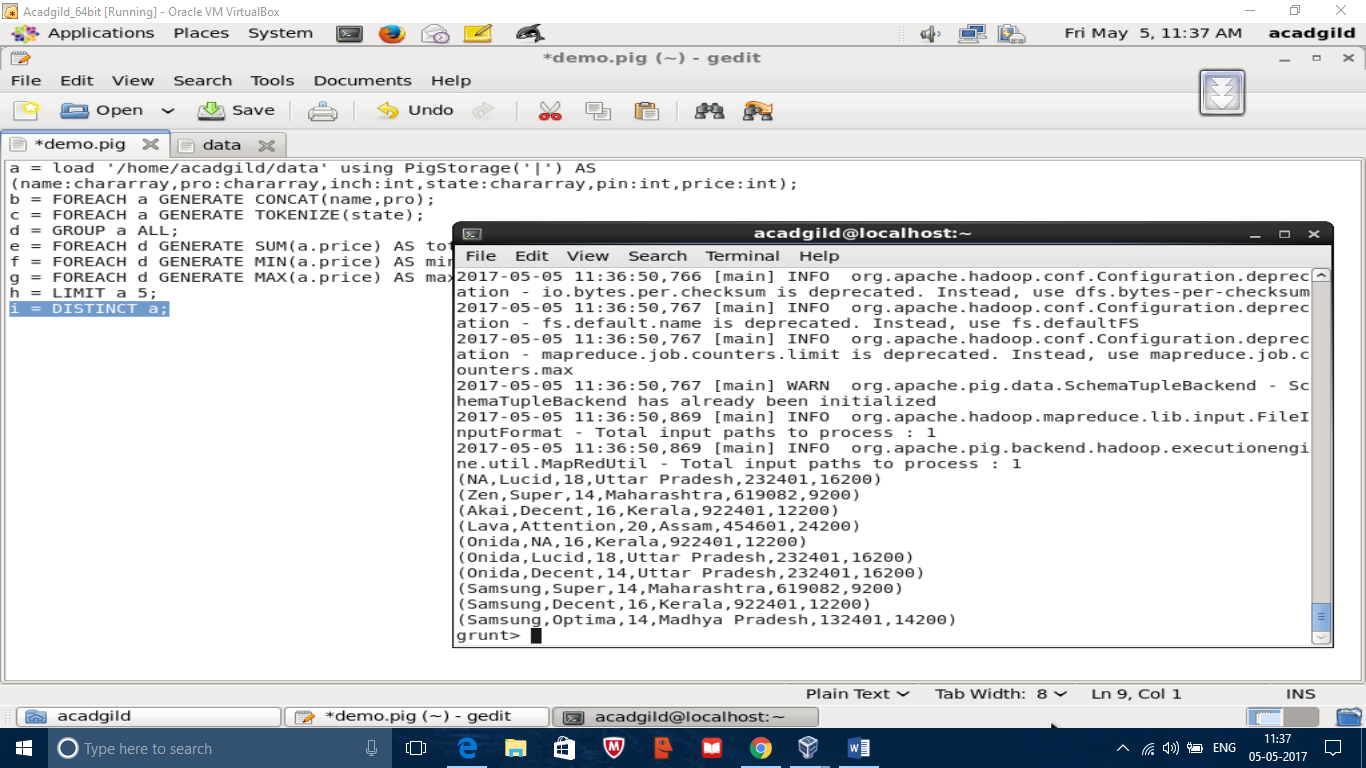 Acadgild_64bit [Running] - Oracle VM VirtualBox
Applications Places System Fri May 5, 11:37 AM acadgild
*demo.pig (~) - gedit
File Edit View Search Tools Documents Help
Open Save Undo
*demo.pig data
a = load '/home/acadgild/data' using PigStorage('|') AS
(name:chararray,pro:chararray,inch:int,state:chararray,pin:int,price:int);
b = FOREACH a GENERATE CONCAT(name,pro);
c = FOREACH a GENERATE TOKENIZE(state);
d = GROUP a ALL;
e = FOREACH d GENERATE SUM(a.price) AS tot
f = FOREACH d GENERATE MIN(a.price) AS min
g = FOREACH d GENERATE MAX(a.price) AS max
h = LIMIT a 5;
i = DISTINCT a;
acadgild@localhost:~
File Edit View Search Terminal Help
2017-05-05 11:36:50,766 [main] INFO  org.apache.hadoop.conf.Configuration.deprec
ation - io.bytes.per.checksum is deprecated. Instead, use dfs.bytes-per-checksum
2017-05-05 11:36:50,767 [main] INFO  org.apache.hadoop.conf.Configuration.deprec
ation - fs.default.name is deprecated. Instead, use fs.defaultFS
2017-05-05 11:36:50,767 [main] INFO  org.apache.hadoop.conf.Configuration.deprec
ation - mapreduce.job.counters.limit is deprecated. Instead, use mapreduce.job.c
ounters.max
2017-05-05 11:36:50,767 [main] WARN  org.apache.pig.data.SchemaTupleBackend - Sc
hemaTupleBackend has already been initialized
2017-05-05 11:36:50,869 [main] INFO  org.apache.hadoop.mapreduce.lib.input.FileI
nputFormat - Total input paths to process : 1
2017-05-05 11:36:50,869 [main] INFO  org.apache.pig.backend.hadoop.executionengi
ne.util.MapRedUtil - Total input paths to process : 1
(NA,Lucid,18,Uttar Pradesh,232401,16200)
(Zen,Super,14,Maharashtra,619082,9200)
(Akai,Decent,16,Kerala,922401,12200)
(Lava,Attention,20,Assam,454601,24200)
(Onida,NA,16,Kerala,922401,12200)
(Onida,Lucid,18,Uttar Pradesh,232401,16200)
(Onida,Decent,14,Uttar Pradesh,232401,16200)
(Samsung,Super,14,Maharashtra,619082,9200)
(Samsung,Decent,16,Kerala,922401,12200)
(Samsung,Optima,14,Madhya Pradesh,132401,14200)
grunt>
Plain Text Tab Width: 8 Ln 9, Col 1 INS
acadgild *demo.pig (~) - gedit acadgild@localhost:~
Type here to search ENG 11:37
05-05-2017